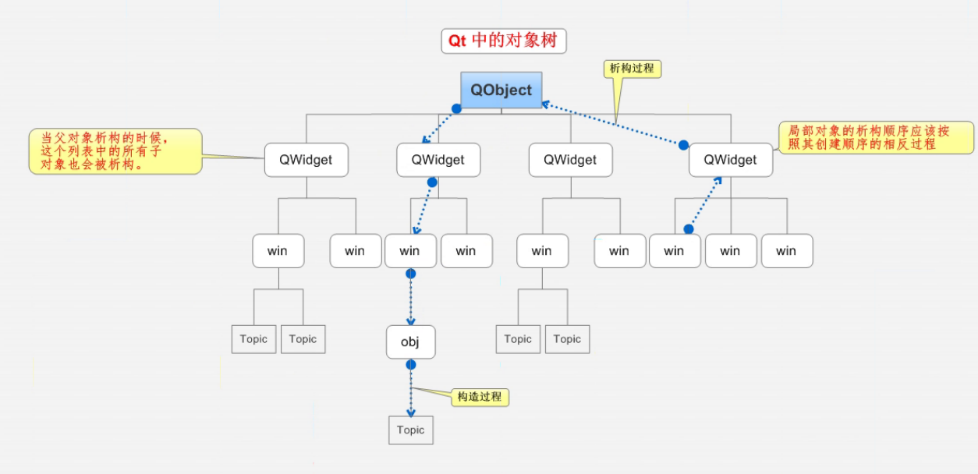 Qt 中的对象树
析构过程
QObject
当父对象析构的时候，
这个列表中的所有子
对象也会被析构。
局部对象的析构顺序应该按
照其创建顺序的相反过程
QWidget
QWidget
QWidget
QWidget
win
win
win
win
win
win
win
win
win
Topic
Topic
obj
Topic
Topic
构造过程
Topic